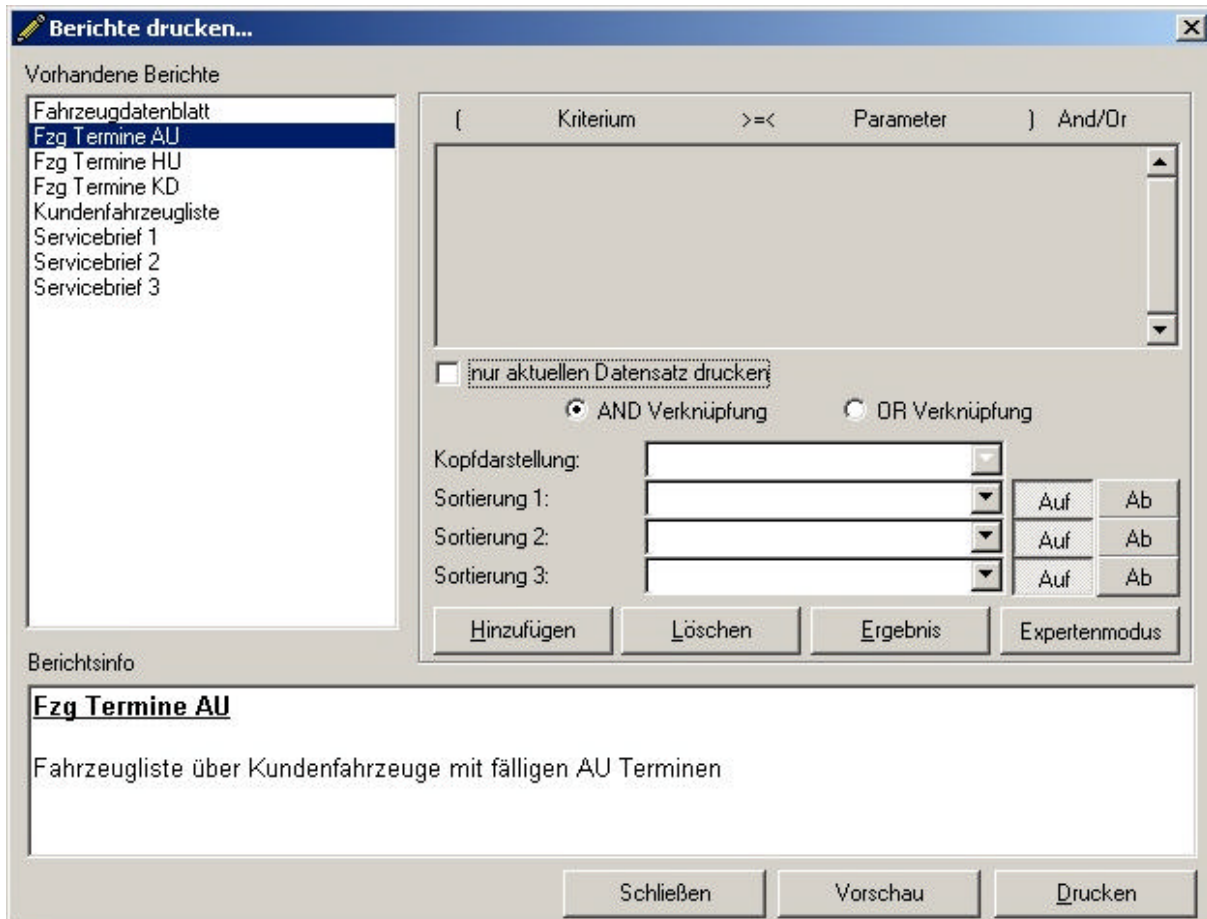 Berichte drucken...
Vorhandene Berichte
Fahrzeugdatenblatt
Fzg Termine AU
Fzg Termine HU
Fzg Termine KD
Kundenfahrzeugliste
Servicebrief 1
Servicebrief 2
Servicebrief 3
( Kriterium >=< Parameter ) And/Or
nur aktuellen Datensatz drucken
AND Verknüpfung OR Verknüpfung
Kopfdarstellung:
Sortierung 1: Auf Ab
Sortierung 2: Auf Ab
Sortierung 3: Auf Ab
Hinzufügen Löschen Ergebnis Expertenmodus
Berichtsinfo
Fzg Termine AU
Fahrzeugliste über Kundenfahrzeuge mit fälligen AU Terminen
Schließen Vorschau Drucken